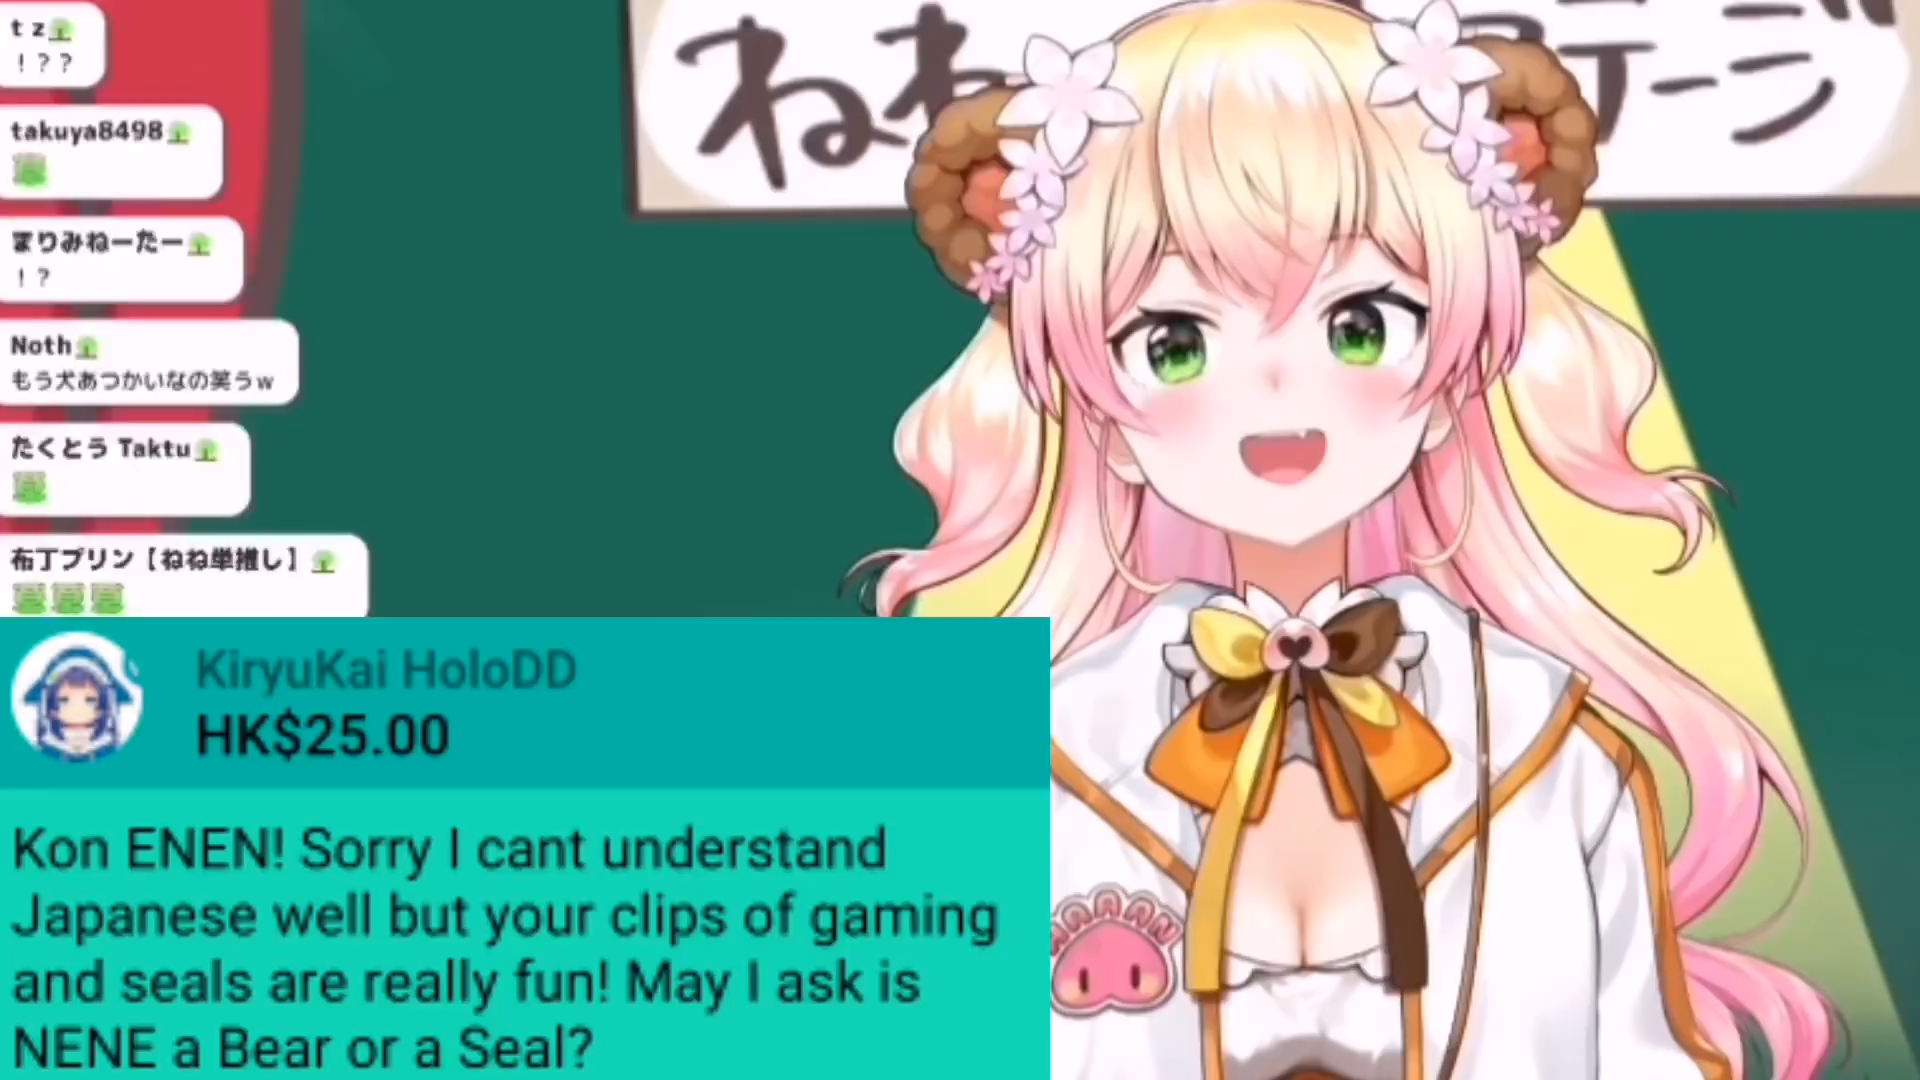 t z
！？？
takuya8498
まりみねーたー
！？
Noth
もう犬あつかいなの笑うw
たくとう Taktu
布丁プリン【ねね単推し】
KiryuKai HoloDD
HK$25.00
Kon ENEN! Sorry I cant understand
Japanese well but your clips of gaming
and seals are really fun! May I ask is
NENE a Bear or a Seal?